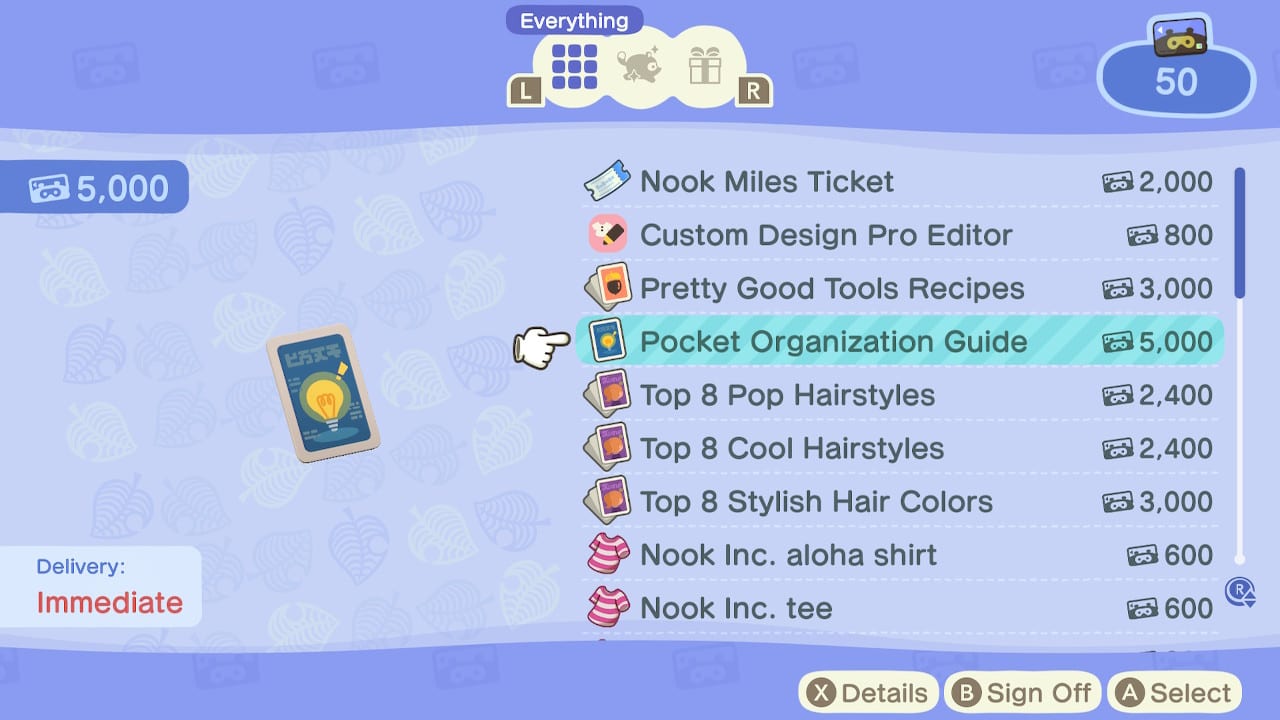 Everything
L
R
50
5,000
Nook Miles Ticket 2,000
Custom Design Pro Editor 800
Pretty Good Tools Recipes 3,000
Pocket Organization Guide 5,000
Top 8 Pop Hairstyles 2,400
Top 8 Cool Hairstyles 2,400
Top 8 Stylish Hair Colors 3,000
Nook Inc. aloha shirt 600
Nook Inc. tee 600
Delivery:
Immediate
R
X Details B Sign Off A Select